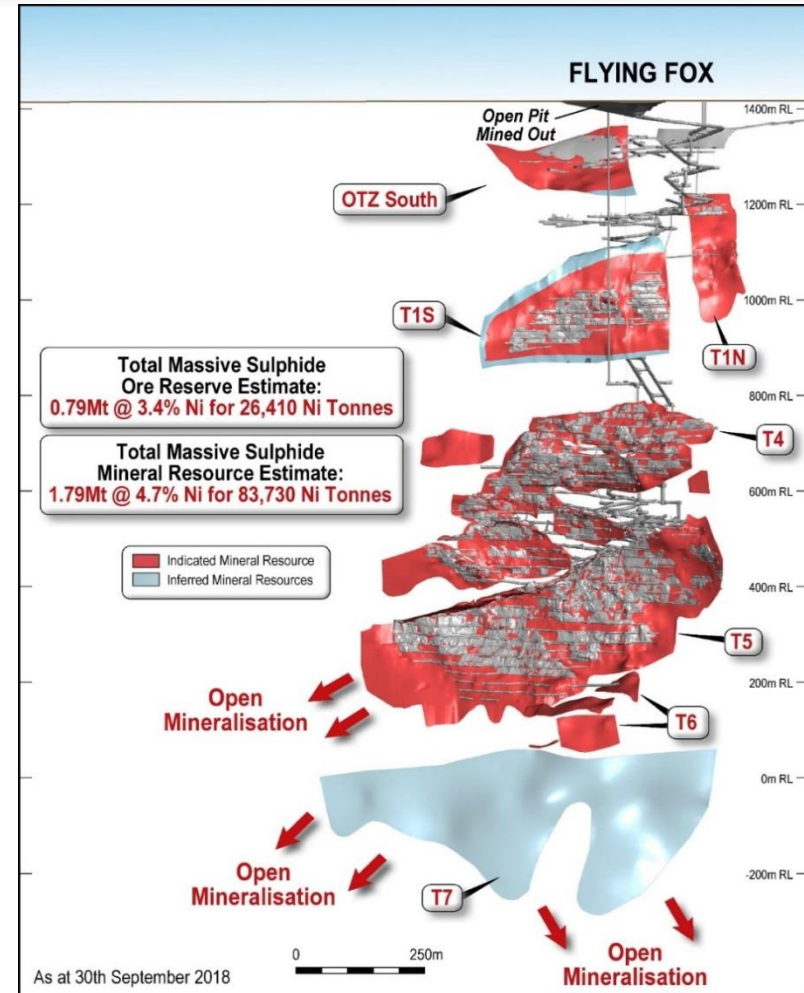 FLYING FOX
1400m RL
Open Pit
Mined Out
OTZ South
1200m RL
T1S
1000m RL
T1N
Total Massive Sulphide
Ore Reserve Estimate:
0.79Mt @ 3.4% Ni for 26,410 Ni Tonnes
800m RL
T4
Total Massive Sulphide
Mineral Resource Estimate:
1.79Mt @ 4.7% Ni for 83,730 Ni Tonnes
600m RL
Indicated Mineral Resource
Inferred Mineral Resources
400m RL
T5
200m RL
Open
Mineralisation
T6
0m RL
Open
Mineralisation
-200m RL
T7
0 250m
Open
Mineralisation
As at 30th September 2018